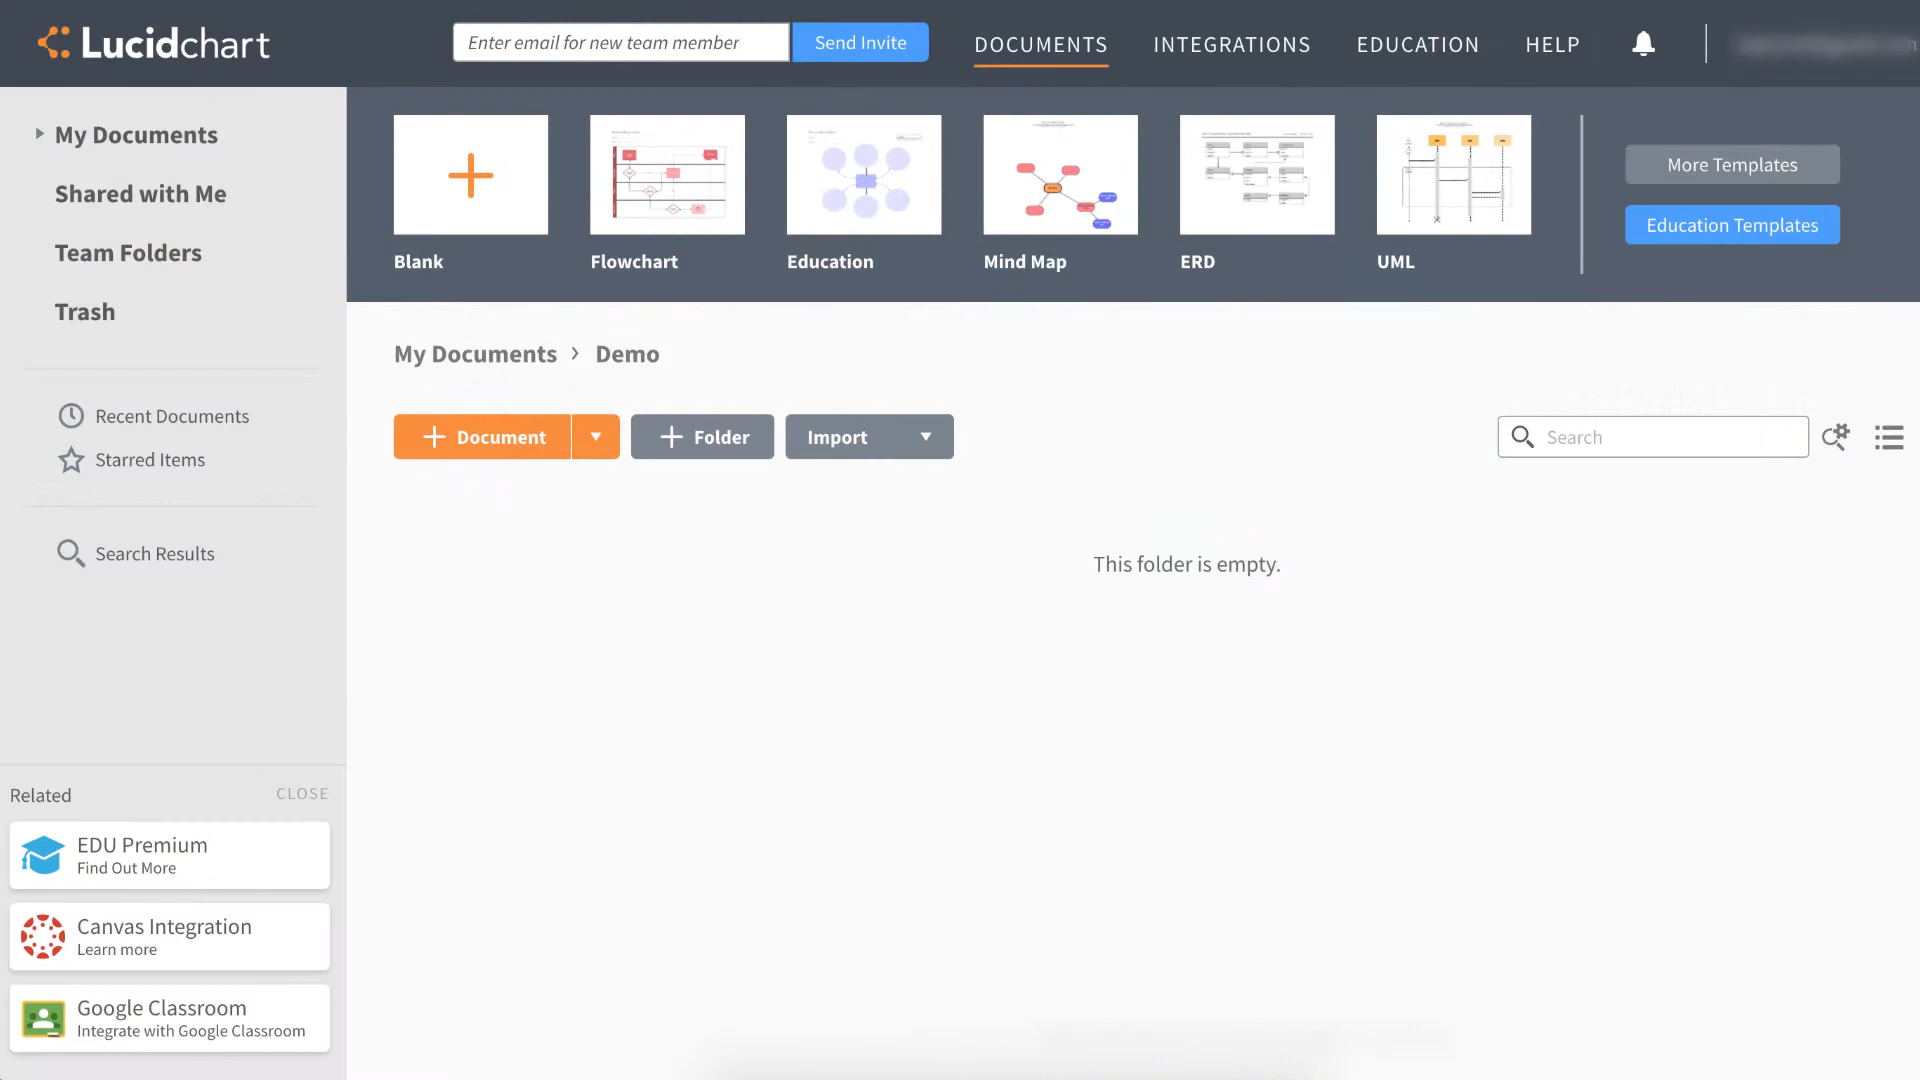 Lucidchart
Enter email for new team member
Send Invite
DOCUMENTS
INTEGRATIONS
EDUCATION
HELP
My Documents
Shared with Me
Team Folders
Trash
Recent Documents
Starred Items
Search Results
Blank
Flowchart
Education
Mind Map
ERD
UML
More Templates
Education Templates
My Documents › Demo
Document
Folder
Import
Search
This folder is empty.
Related
CLOSE
EDU Premium
Find Out More
Canvas Integration
Learn more
Google Classroom
Integrate with Google Classroom